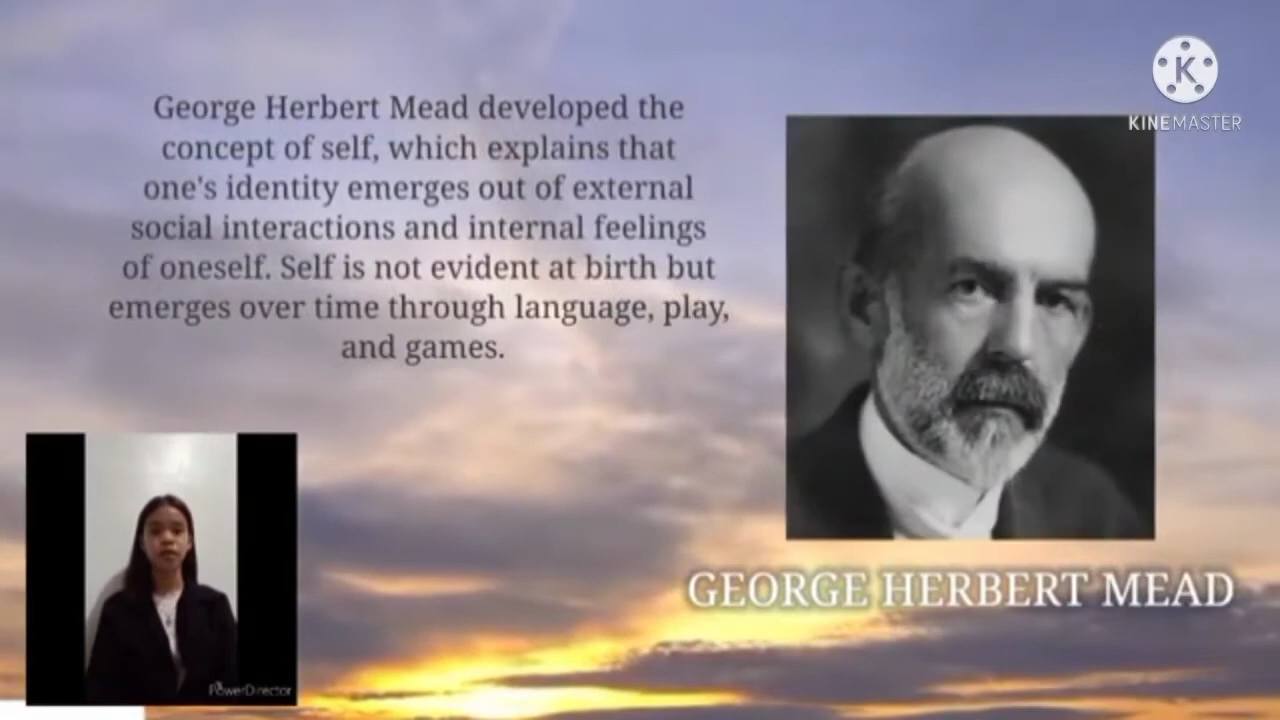 George Herbert Mead developed the
concept of self, which explains that
one's identity emerges out of external
social interactions and internal feelings
of oneself. Self is not evident at birth but
emerges over time through language, play,
and games.
K
KINEMASTER
GEORGE HERBERT MEAD
PowerDirector